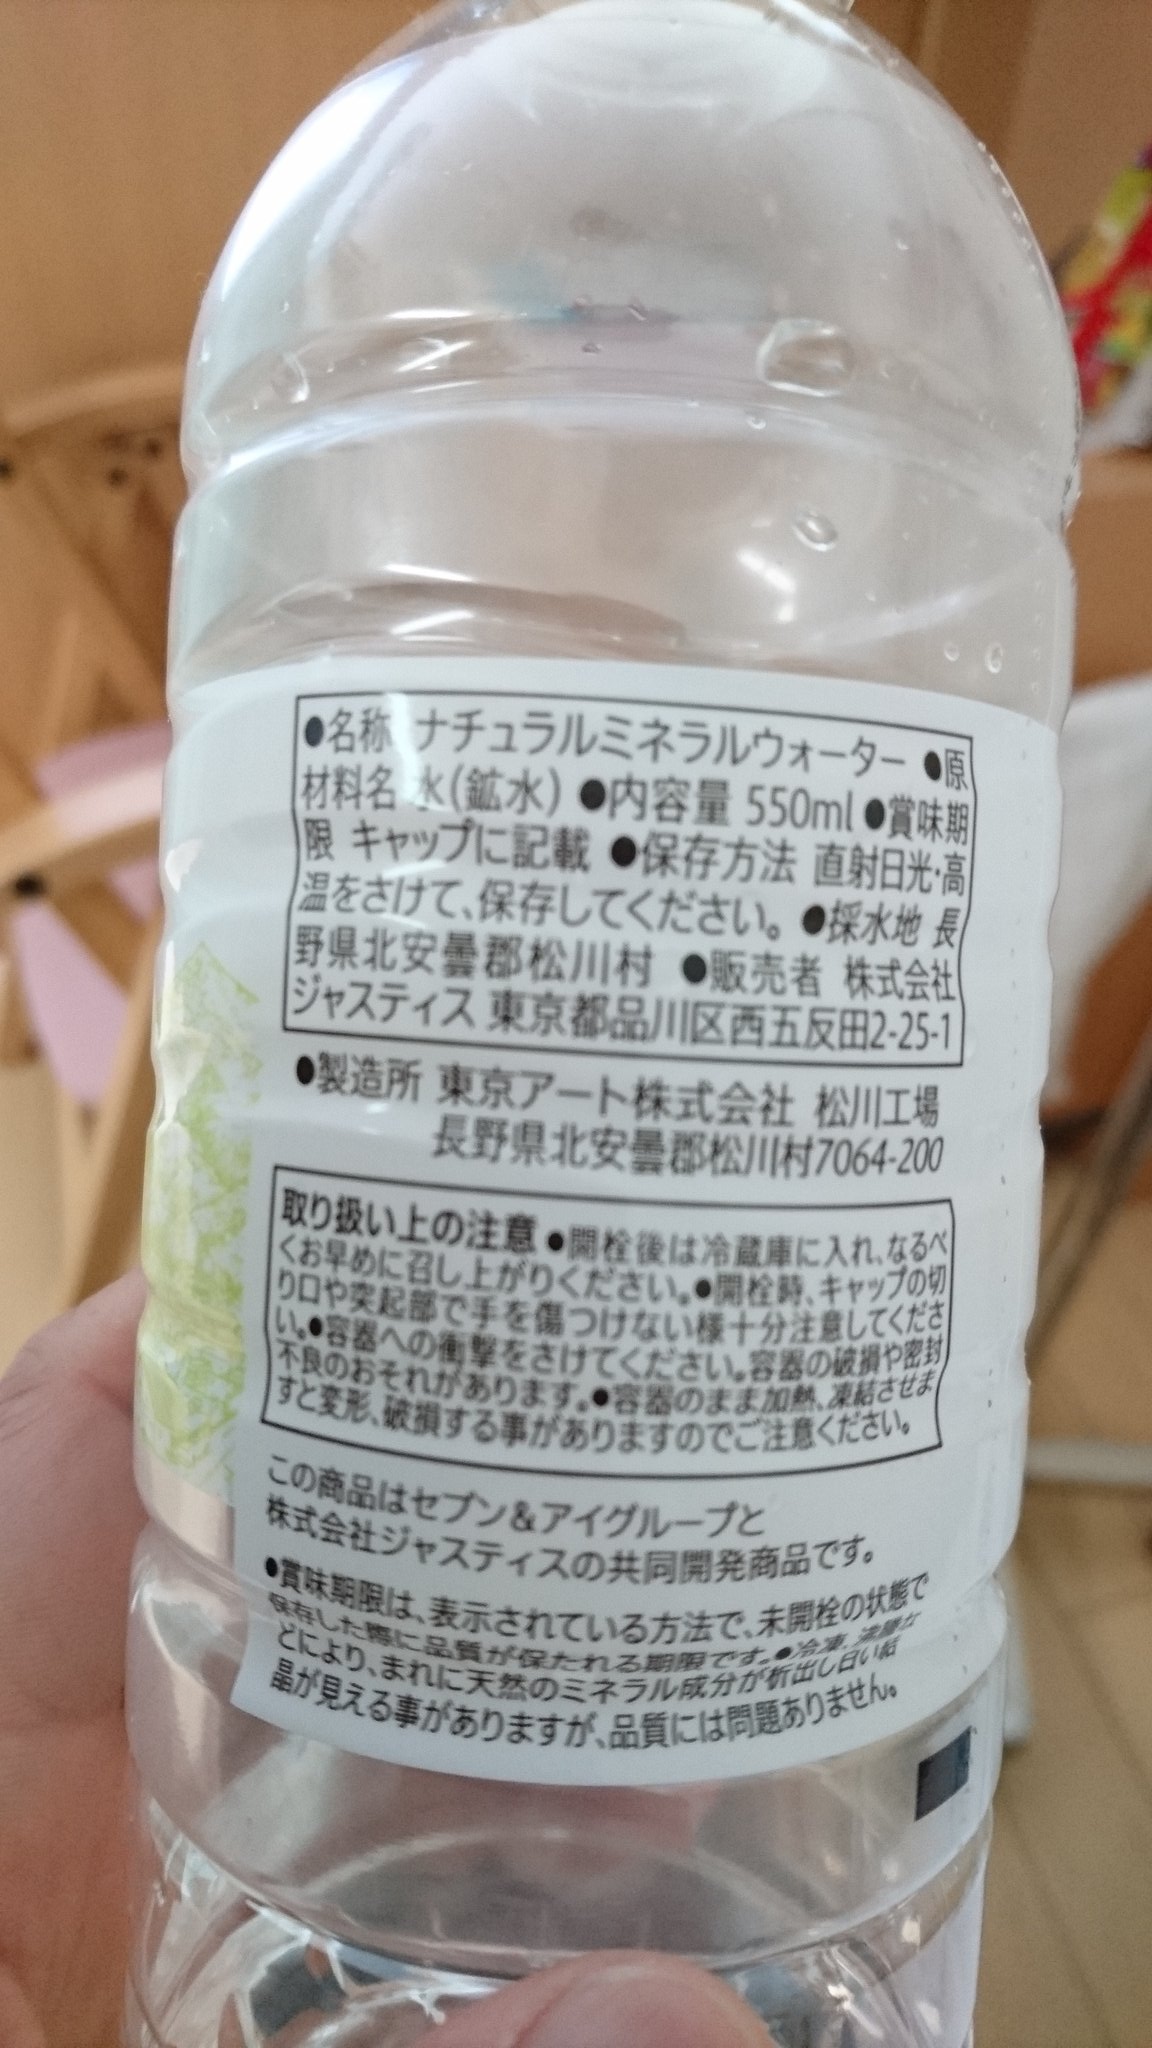 ●名称 ナチュラルミネラルウォーター ●原
材料名 水(鉱水) ●内容量 550ml ●賞味期
限 キャップに記載 ●保存方法 直射日光・高
温をさけて、保存してください。 ●採水地 長
野県北安曇郡松川村 ●販売者 株式会社
ジャスティス 東京都品川区西五反田2-25-1
●製造所 東京アート株式会社 松川工場
長野県北安曇郡松川村7064-200
取り扱い上の注意 ●開栓後は冷蔵庫に入れ、なるべ
くお早めに召し上がりください。●開栓時、キャップの切
り口や突起部で手を傷つけない様十分注意してくださ
い。●容器への衝撃をさけてください。容器の破損や密封
不良のおそれがあります。●容器のまま加熱、凍結させま
すと変形、破損する事がありますのでご注意ください。
この商品はセブン&アイグループと
株式会社ジャスティスの共同開発商品です。
●賞味期限は、表示されている方法で、未開栓の状態で
保存した際に品質が保たれる期限です。●冷凍、沸騰な
どにより、まれに天然のミネラル成分が析出し白い結
晶が見える事がありますが、品質には問題ありません。